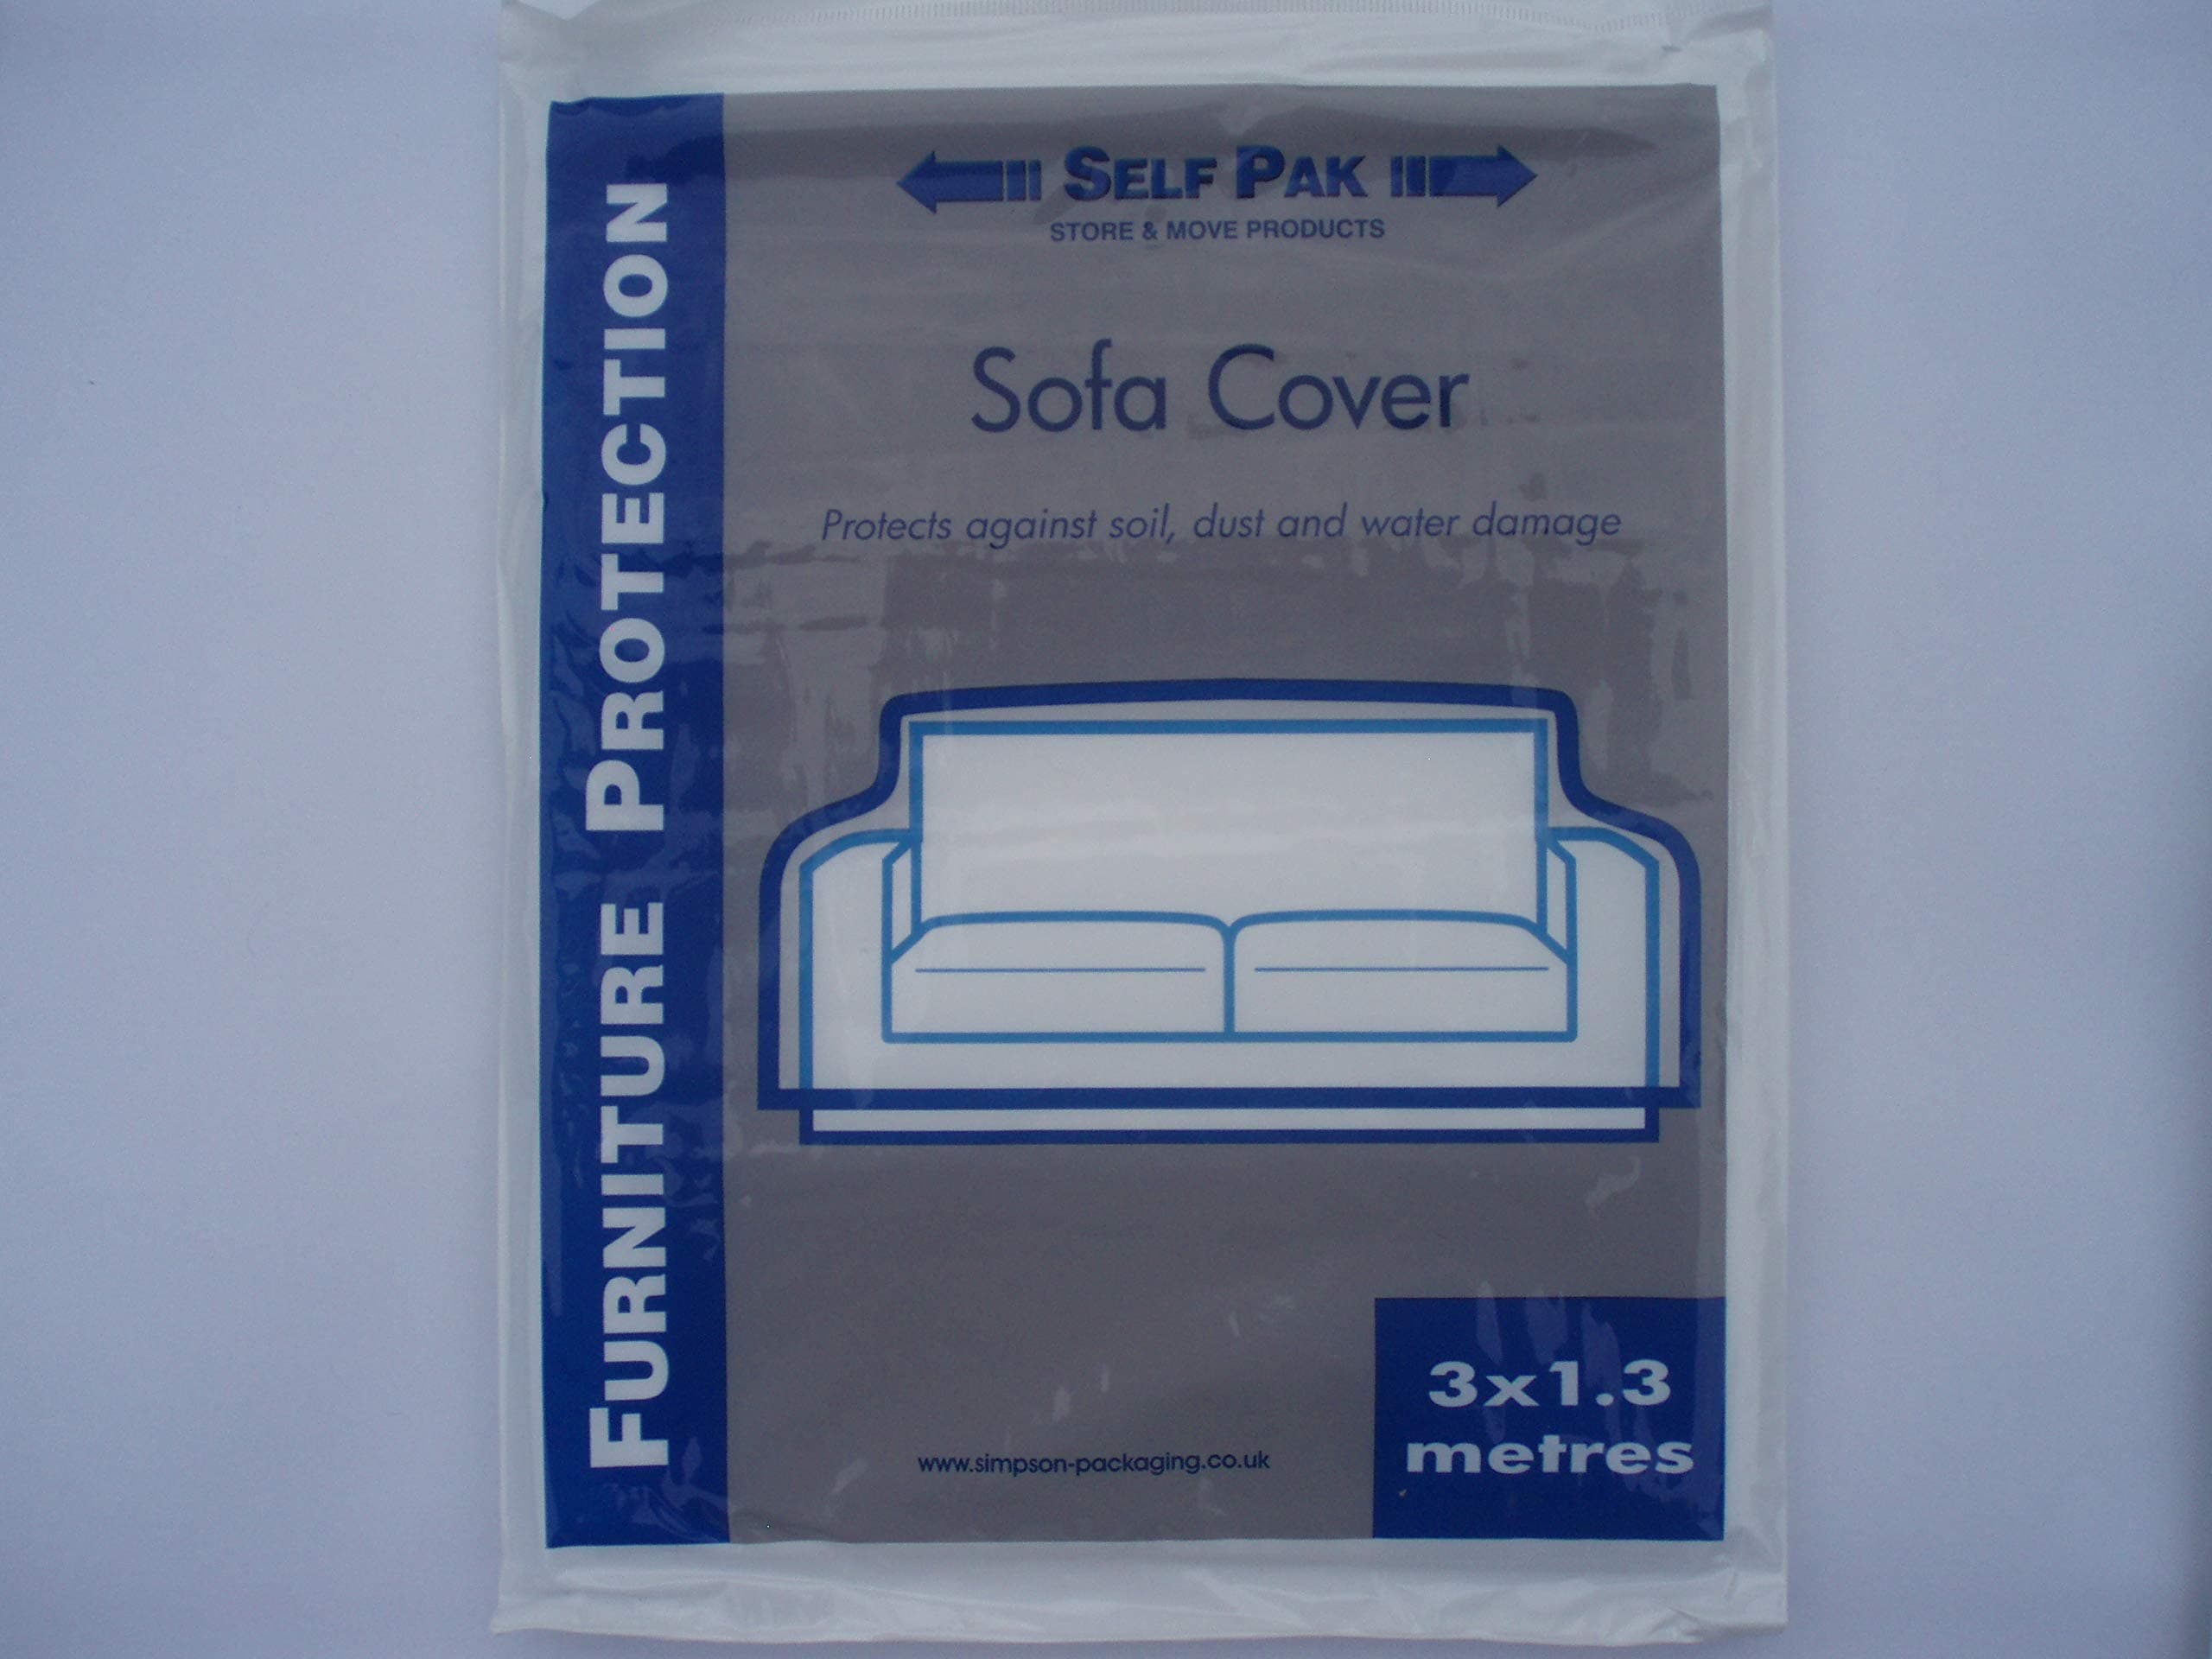 FURNITURE PROTECTION
SELF PAK
STORE & MOVE PRODUCTS
Sofa Cover
Protects against soil, dust and water damage
www.simpson-packaging.co.uk
3x1.3
metres